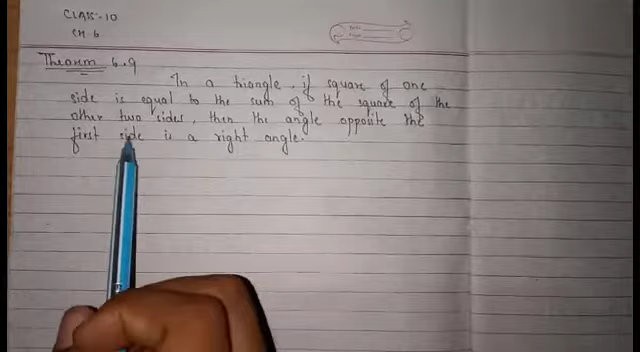 CLASS-10
CH-6
Theorem 6.9
In a triangle, if square of one
side is equal to the sum of the square of the
other two sides, then the angle opposite the
first side is a right angle.